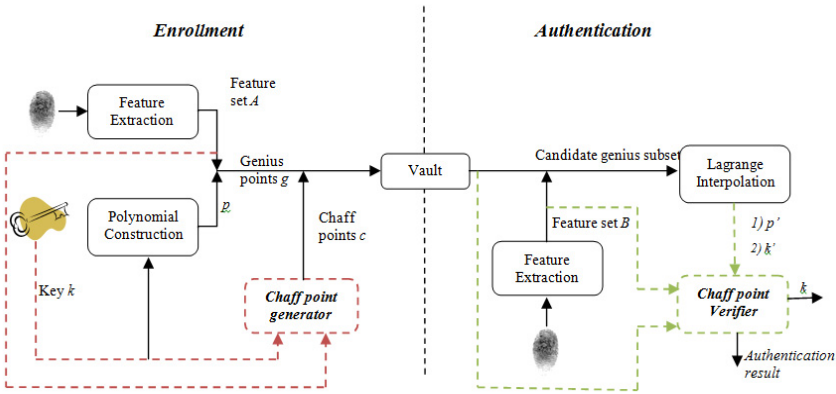 Enrollment
Authentication
Feature
set A
Feature
Extraction
Genius
points g
Vault
Candidate genius subset
Lagrange
Interpolation
p
Polynomial
Construction
Chaff
points c
Feature set B
1) p'
2) k'
Feature
Extraction
Key k
Chaff point
generator
Chaff point
Verifier
k
Authentication
result